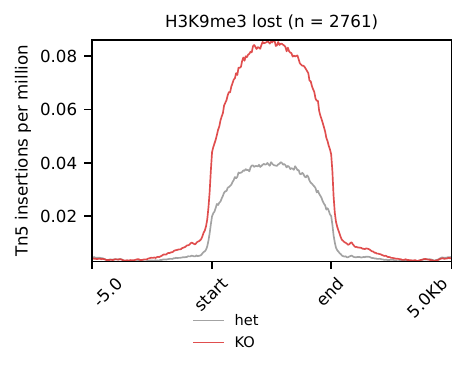 H3K9me3 lost (n = 2761)
Tn5 insertions per million
0.08
0.06
0.04
0.02
-5.0
start
end
5.0Kb
het
KO